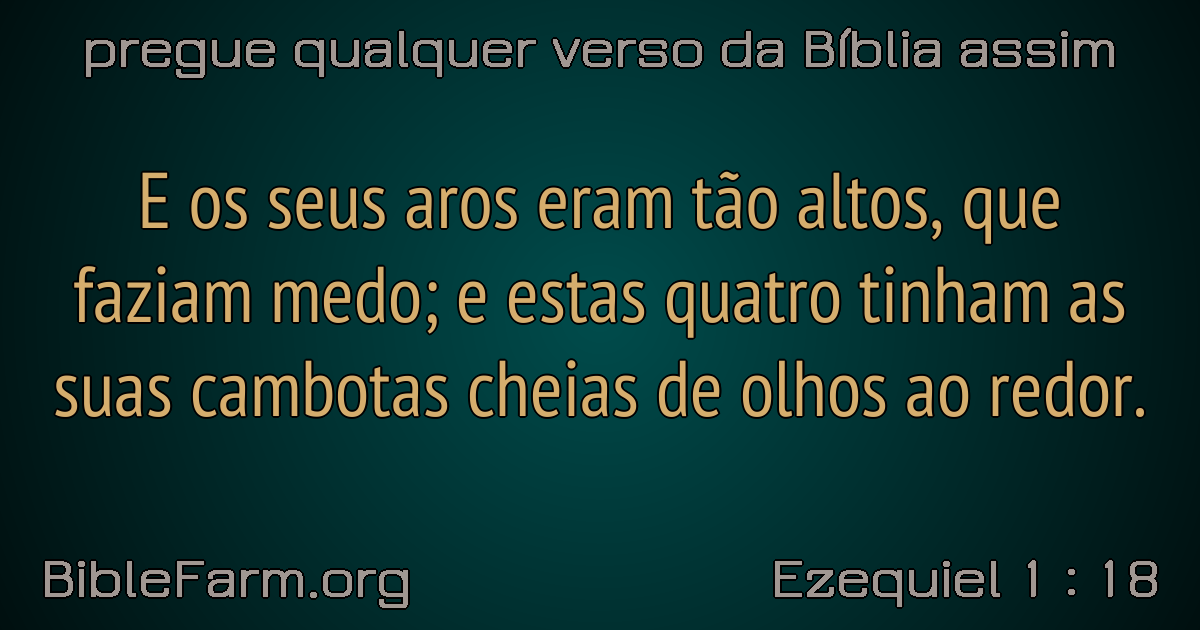 pregue qualquer verso da Bíblia assim
E os seus aros eram tão altos, que
faziam medo; e estas quatro tinham as
suas cambotas cheias de olhos ao redor.
BibleFarm.org
Ezequiel 1 : 18